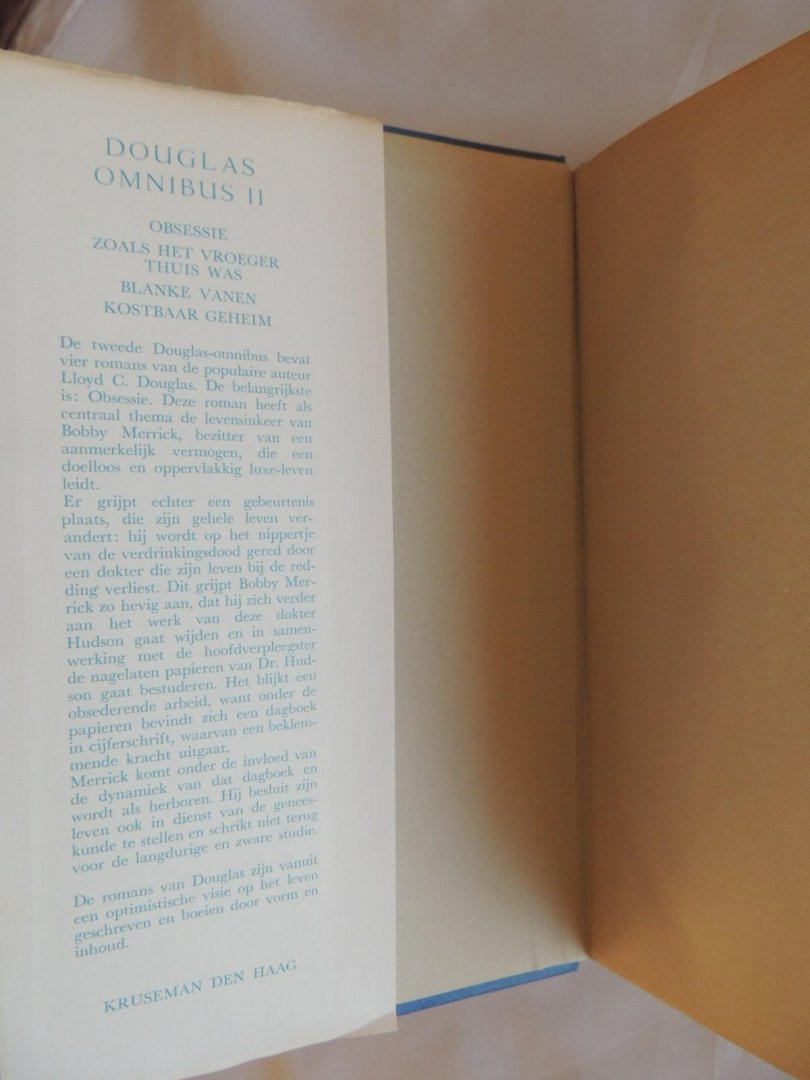 DOUGLAS
OMNIBUS II
OBSESSIE
ZOALS HET VROEGER
THUIS WAS
BLANKE VANEN
KOSTBAAR GEHEIM
De tweede Douglas-omnibus bevat
vier romans van de populaire auteur
Lloyd C. Douglas. De belangrijkste
is: Obsessie. Deze roman heeft als
centraal thema de levensinkeer van
Bobby Merrick, bezitter van een
aanmerkelijk vermogen, die een
doelloos en oppervlakkig luxe-leven
leidt.
Er grijpt echter een gebeurtenis
plaats, die zijn gehele leven ver-
andert: hij wordt op het nippertje
van de verdrinkingsdood gered door
een dokter die zijn leven bij de red-
ding verliest. Dit grijpt Bobby Mer-
rick zo hevig aan, dat hij zich verder
aan het werk van deze dokter
Hudson gaat wijden en in samen-
werking met de hoofdverpleegster
de nagelaten papieren van Dr. Hud-
son gaat bestuderen. Het blijkt een
obsederende arbeid, want onder de
papieren bevindt zich een dagboek
in cijferschrift, waarvan een beklem-
mende kracht uitgaat.
Merrick komt onder de invloed van
de dynamiek van dat dagboek en
wordt als herboren. Hij besluit zijn
leven ook in dienst van de genees-
kunde te stellen en schrikt niet terug
voor de langdurige en zware studie.
De romans van Douglas zijn vanuit
een optimistische visie op het leven
geschreven en boeien door vorm en
inhoud.
KRUSEMAN DEN HAAG